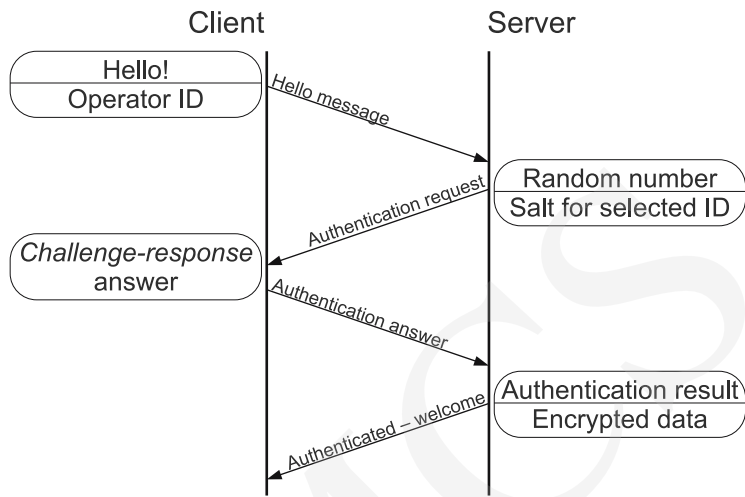 Client
Server
Hello!
Operator ID
Hello message
Random number
Salt for selected ID
Authentication request
Challenge-response
answer
Authentication answer
Authentication result
Encrypted data
Authenticated – welcome